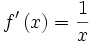 f′ (x) = 1/x